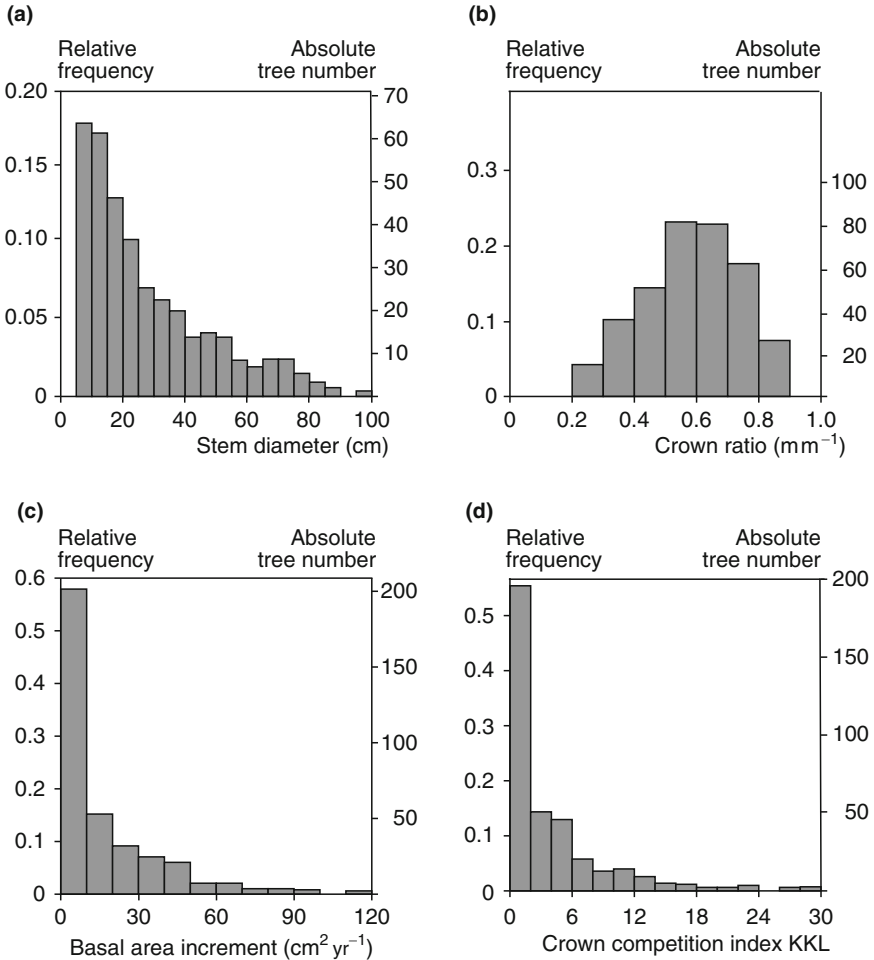 (a)
Relative
frequency
Absolute
tree number
0.20
0.15
0.10
0.05
0
70
60
50
40
30
20
10
0 20 40 60 80 100
Stem diameter (cm)
(b)
Relative
frequency
Absolute
tree number
0.3
0.2
0.1
0
100
80
60
40
20
0 0.2 0.4 0.6 0.8 1.0
Crown ratio (m m⁻¹)
(c)
Relative
frequency
Absolute
tree number
0.6
0.5
0.4
0.3
0.2
0.1
0
200
150
100
50
0 30 60 90 120
Basal area increment (cm² yr⁻¹)
(d)
Relative
frequency
Absolute
tree number
0.5
0.4
0.3
0.2
0.1
0
200
150
100
50
0 6 12 18 24 30
Crown competition index KKL